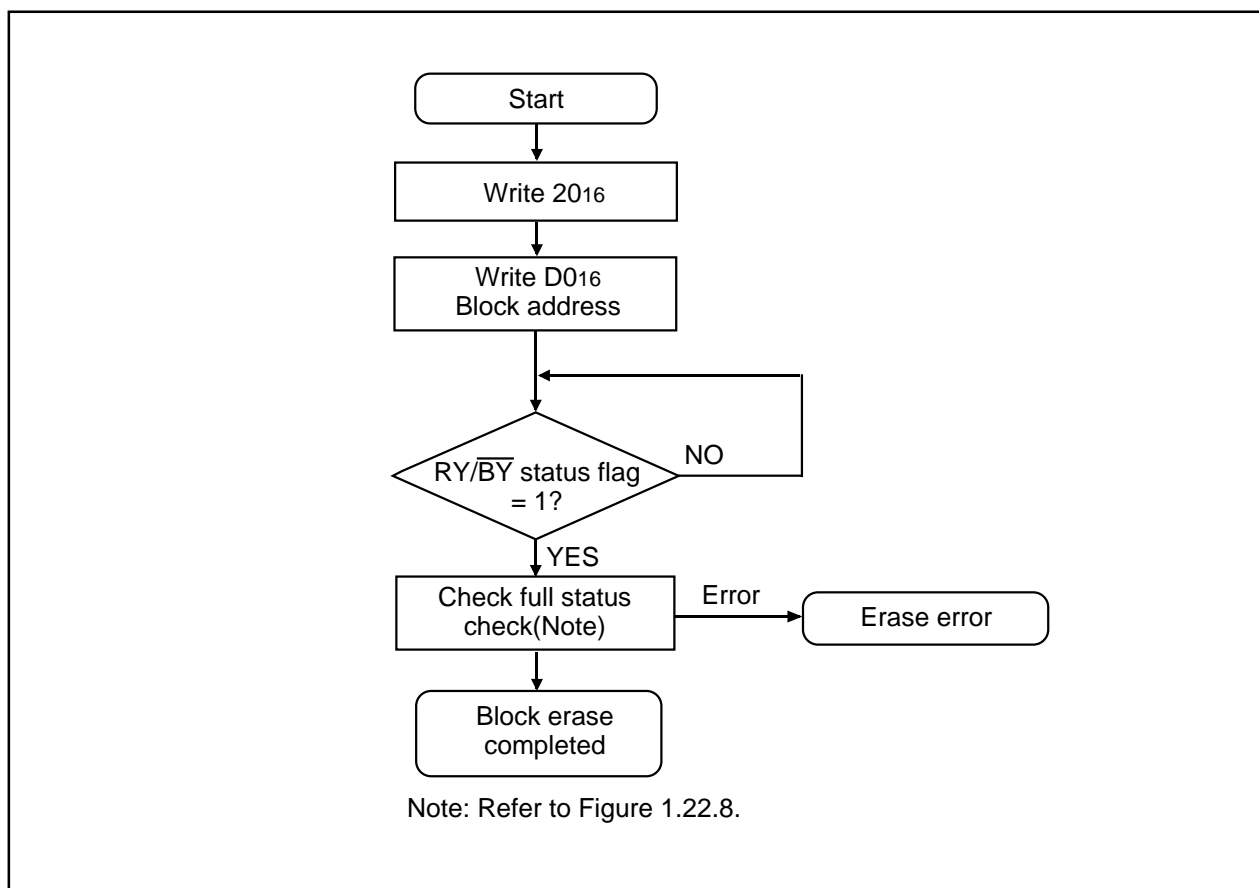 Start
Write 2016
Write D016
Block address
NO
RY/B̅Y̅ status flag
= 1?
YES
Check full status
check(Note)
Error
Erase error
Block erase
completed
Note: Refer to Figure 1.22.8.